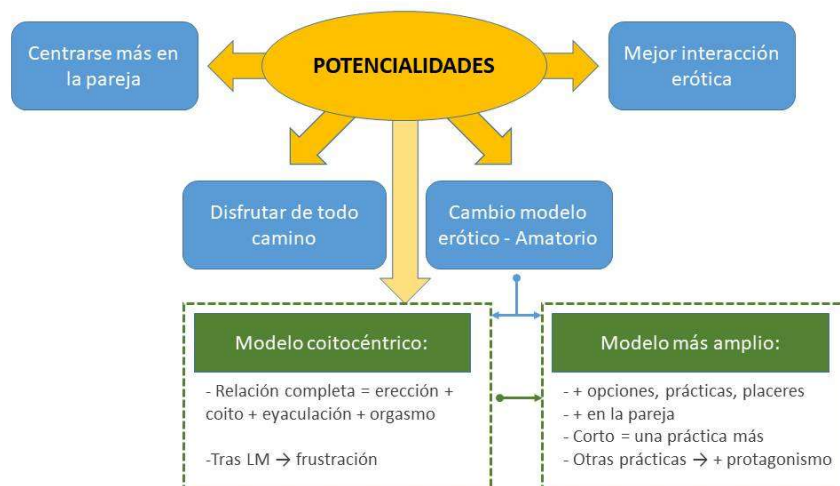 POTENCIALIDADES
Centrarse más en
la pareja
Mejor interacción
erótica
Disfrutar de todo
camino
Cambio modelo
erótico - Amatorio
Modelo coitocéntrico:
- Relación completa = erección +
coito + eyaculación + orgasmo
-Tras LM → frustración
Modelo más amplio:
- + opciones, prácticas, placeres
- + en la pareja
- Corto = una práctica más
- Otras prácticas → + protagonismo